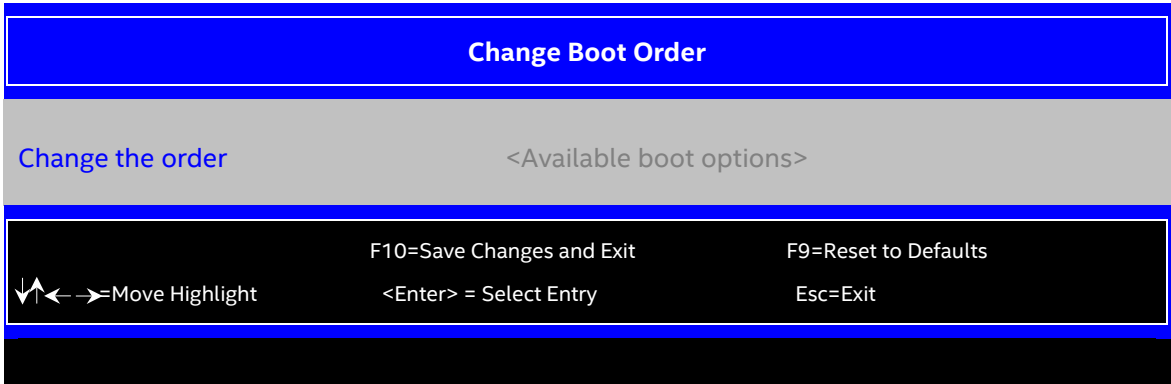 Change Boot Order
Change the order <Available boot options>
F10=Save Changes and Exit F9=Reset to Defaults
↓↑←→=Move Highlight <Enter> = Select Entry Esc=Exit